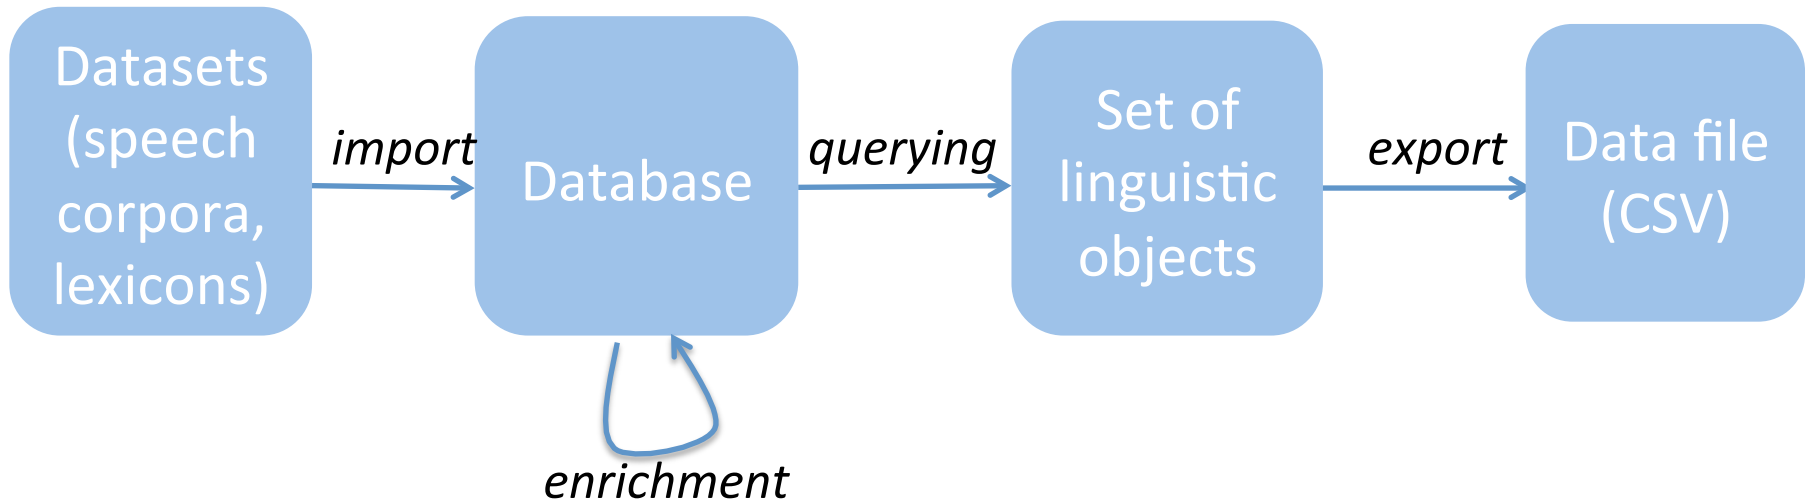 Datasets
(speech
corpora,
lexicons)
import
Database
enrichment
querying
Set of
linguistic
objects
export
Data file
(CSV)